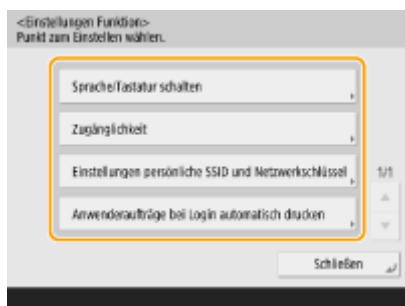 <Einstellungen Funktion>
Punkt zum Einstellen wählen.
Sprache/Tastatur schalten
Zugänglichkeit
Einstellungen persönliche SSID und Netzwerkschlüssel
1/1
Anwenderaufträge bei Login automatisch drucken
Schließen